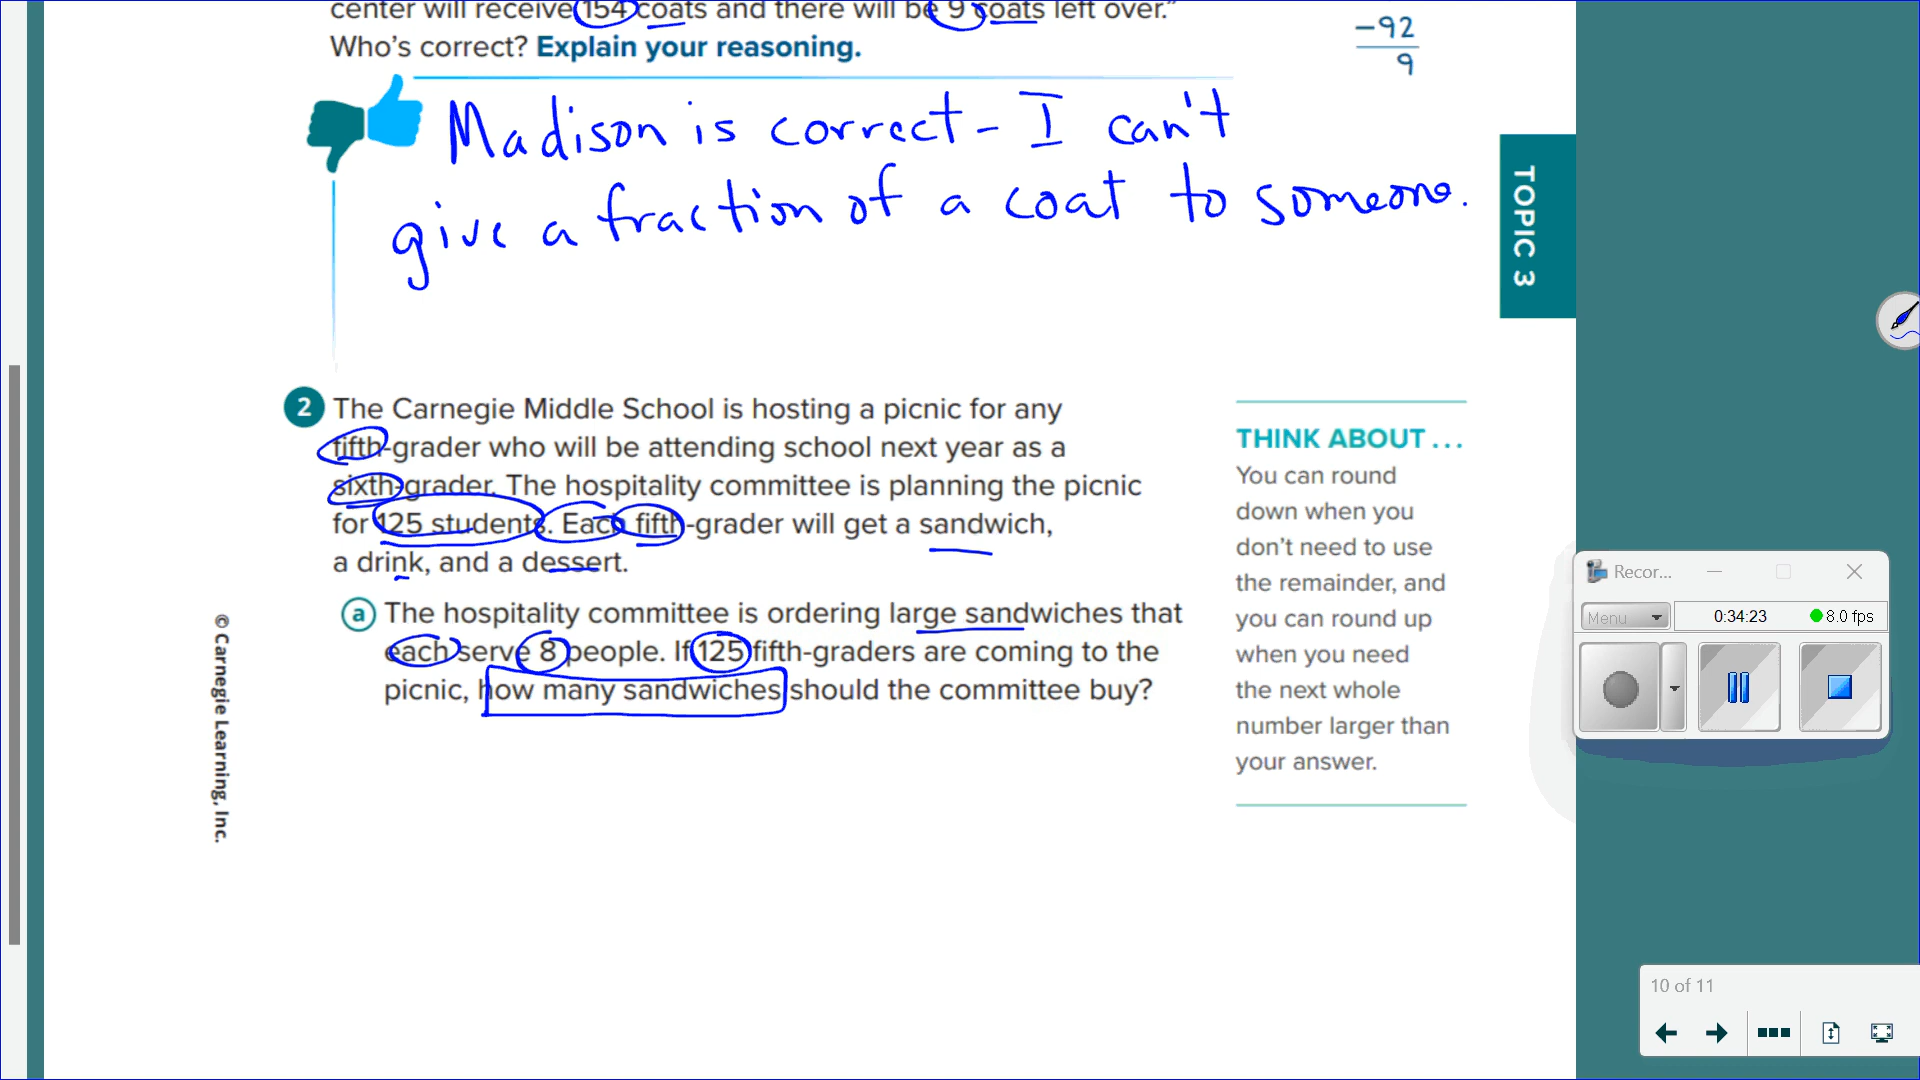 center will receive 154 coats and there will be 9 coats left over.”
Who’s correct? Explain your reasoning.
-92
9
Madison is correct - I can't
give a fraction of a coat to someone.
TOPIC 3
2 The Carnegie Middle School is hosting a picnic for any
fifth-grader who will be attending school next year as a
sixth-grader. The hospitality committee is planning the picnic
for 125 students. Each fifth-grader will get a sandwich,
a drink, and a dessert.
a The hospitality committee is ordering large sandwiches that
each serve 8 people. If 125 fifth-graders are coming to the
picnic, how many sandwiches should the committee buy?
THINK ABOUT . . .
You can round
down when you
don’t need to use
the remainder, and
you can round up
when you need
the next whole
number larger than
your answer.
© Carnegie Learning, Inc.
Recor...
Menu
0:34:23
8.0 fps
10 of 11